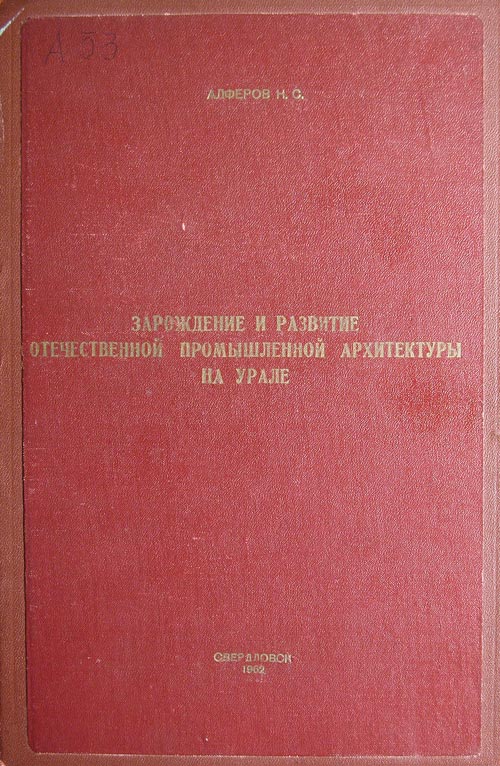 А 53
АЛФЕРОВ Н. С.
ЗАРОЖДЕНИЕ И РАЗВИТИЕ
ОТЕЧЕСТВЕННОЙ ПРОМЫШЛЕННОЙ АРХИТЕКТУРЫ
НА УРАЛЕ
СВЕРДЛОВСК
1962